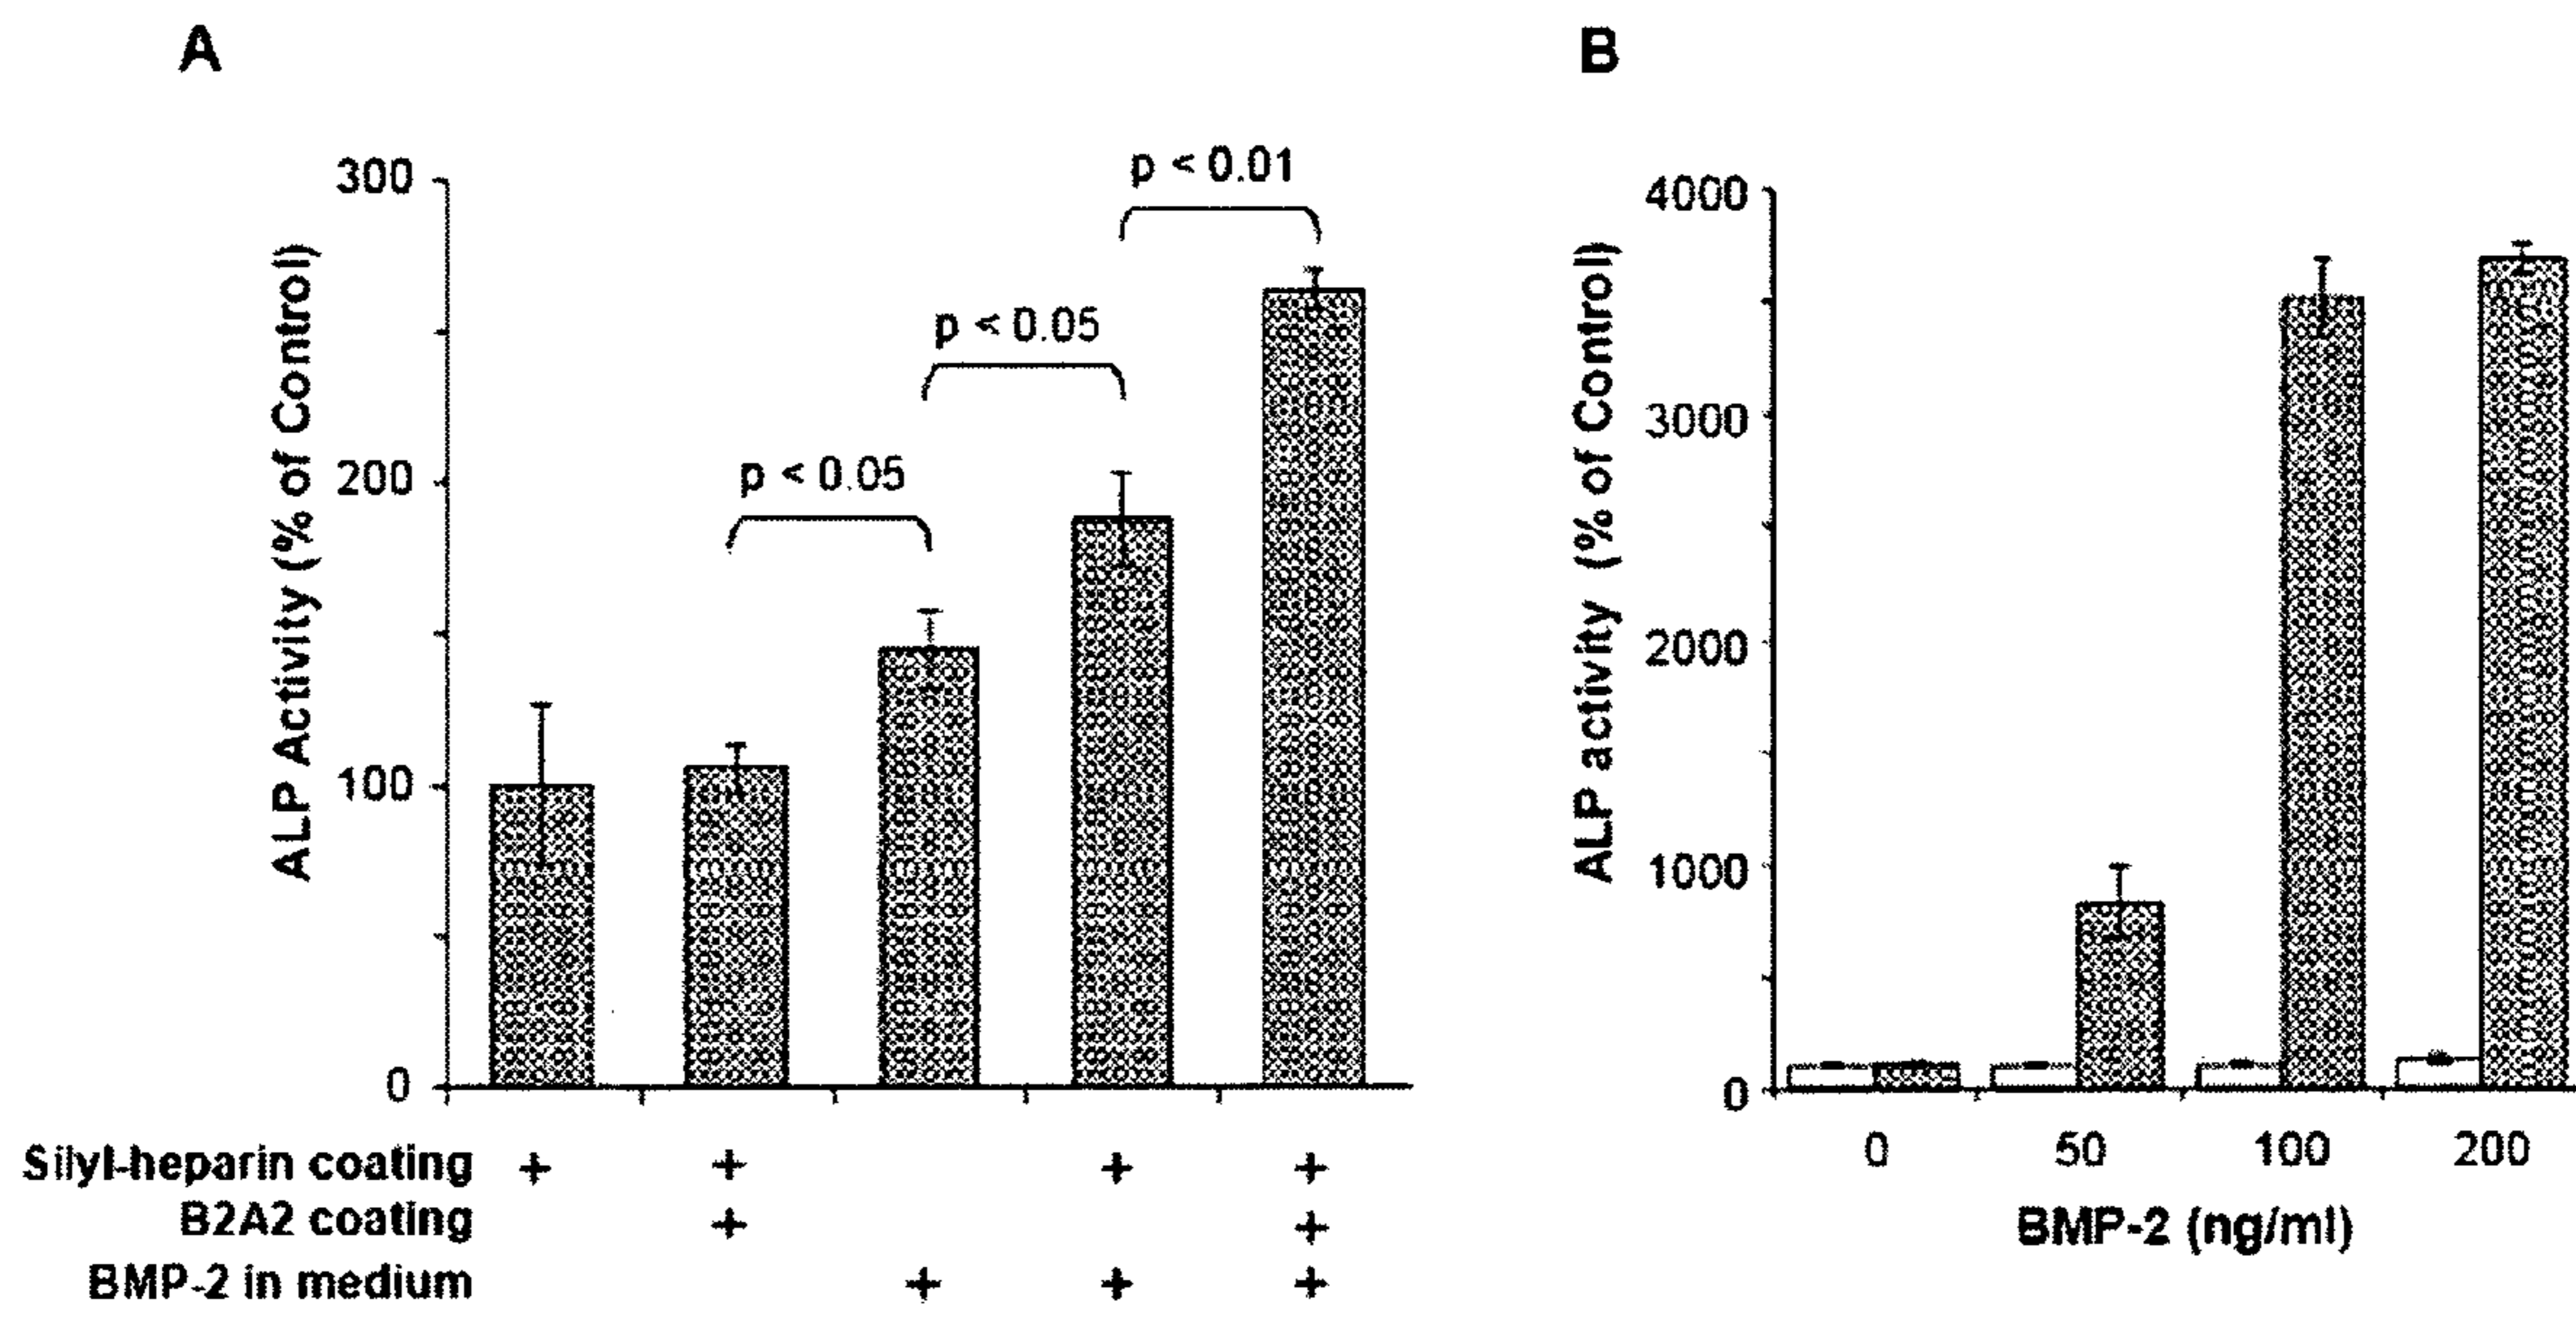 A
B
ALP Activity (% of Control)
300
200
100
0
p < 0.05
p < 0.05
p < 0.01
Silyl-heparin coating + + + +
B2A2 coating + +
BMP-2 in medium + + +
ALP activity (% of Control)
4000
3000
2000
1000
0
0 50 100 200
BMP-2 (ng/ml)